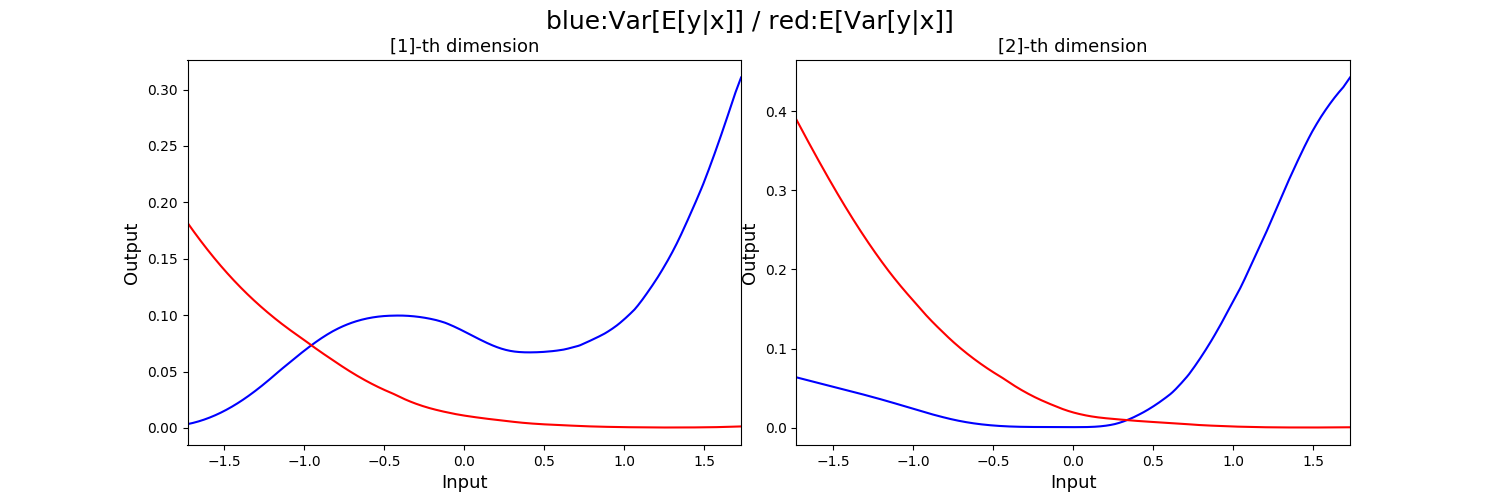 blue:Var[E[y|x]] / red:E[Var[y|x]]
[1]-th dimension
0.30
0.25
0.20
0.15
0.10
0.05
0.00
Output
−1.5 −1.0 −0.5 0.0 0.5 1.0 1.5
Input
[2]-th dimension
0.4
0.3
0.2
0.1
0.0
Output
−1.5 −1.0 −0.5 0.0 0.5 1.0 1.5
Input